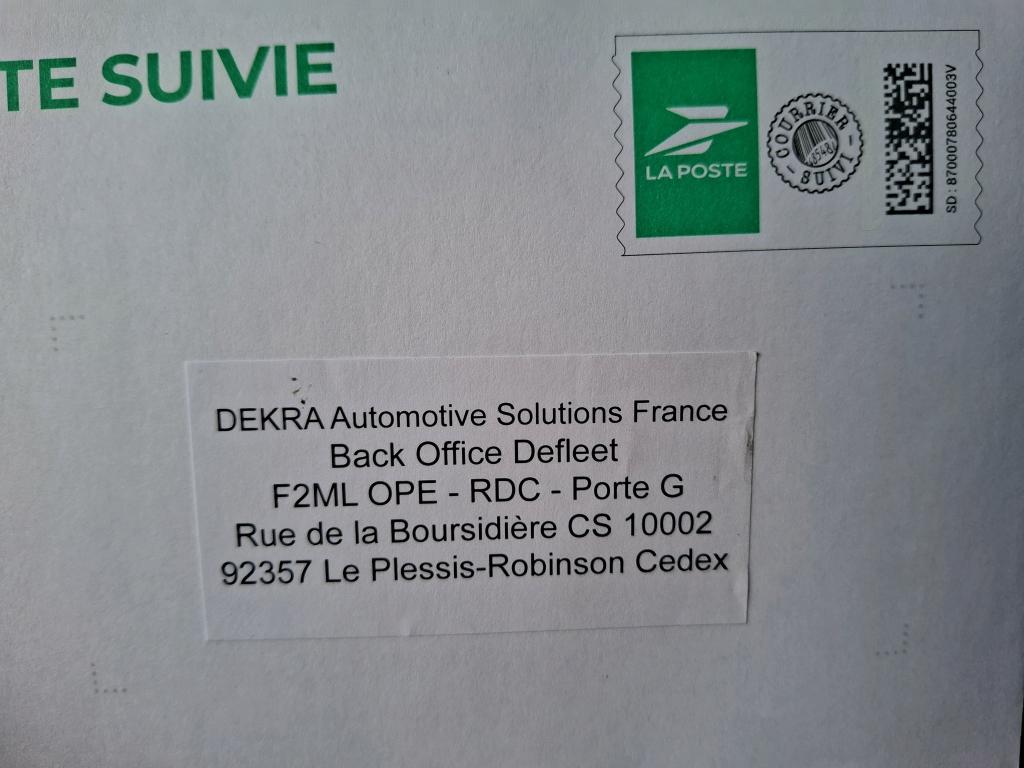 TE SUIVIE
LA POSTE
COURRIER
SUIVI
SD : 87000780644003V
DEKRA Automotive Solutions France
Back Office Defleet
F2ML OPE - RDC - Porte G
Rue de la Boursidière CS 10002
92357 Le Plessis-Robinson Cedex